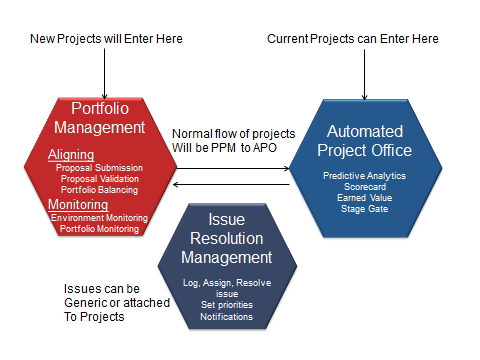 New Projects will Enter Here
Current Projects can Enter Here
Portfolio
Management
Aligning
Proposal Submission
Proposal Validation
Portfolio Balancing
Monitoring
Environment Monitoring
Portfolio Monitoring
Normal flow of projects
Will be PPM to APO
Automated
Project Office
Predictive Analytics
Scorecard
Earned Value
Stage Gate
Issue
Resolution
Management
Log, Assign, Resolve
issue
Set priorities
Notifications
Issues can be
Generic or attached
To Projects